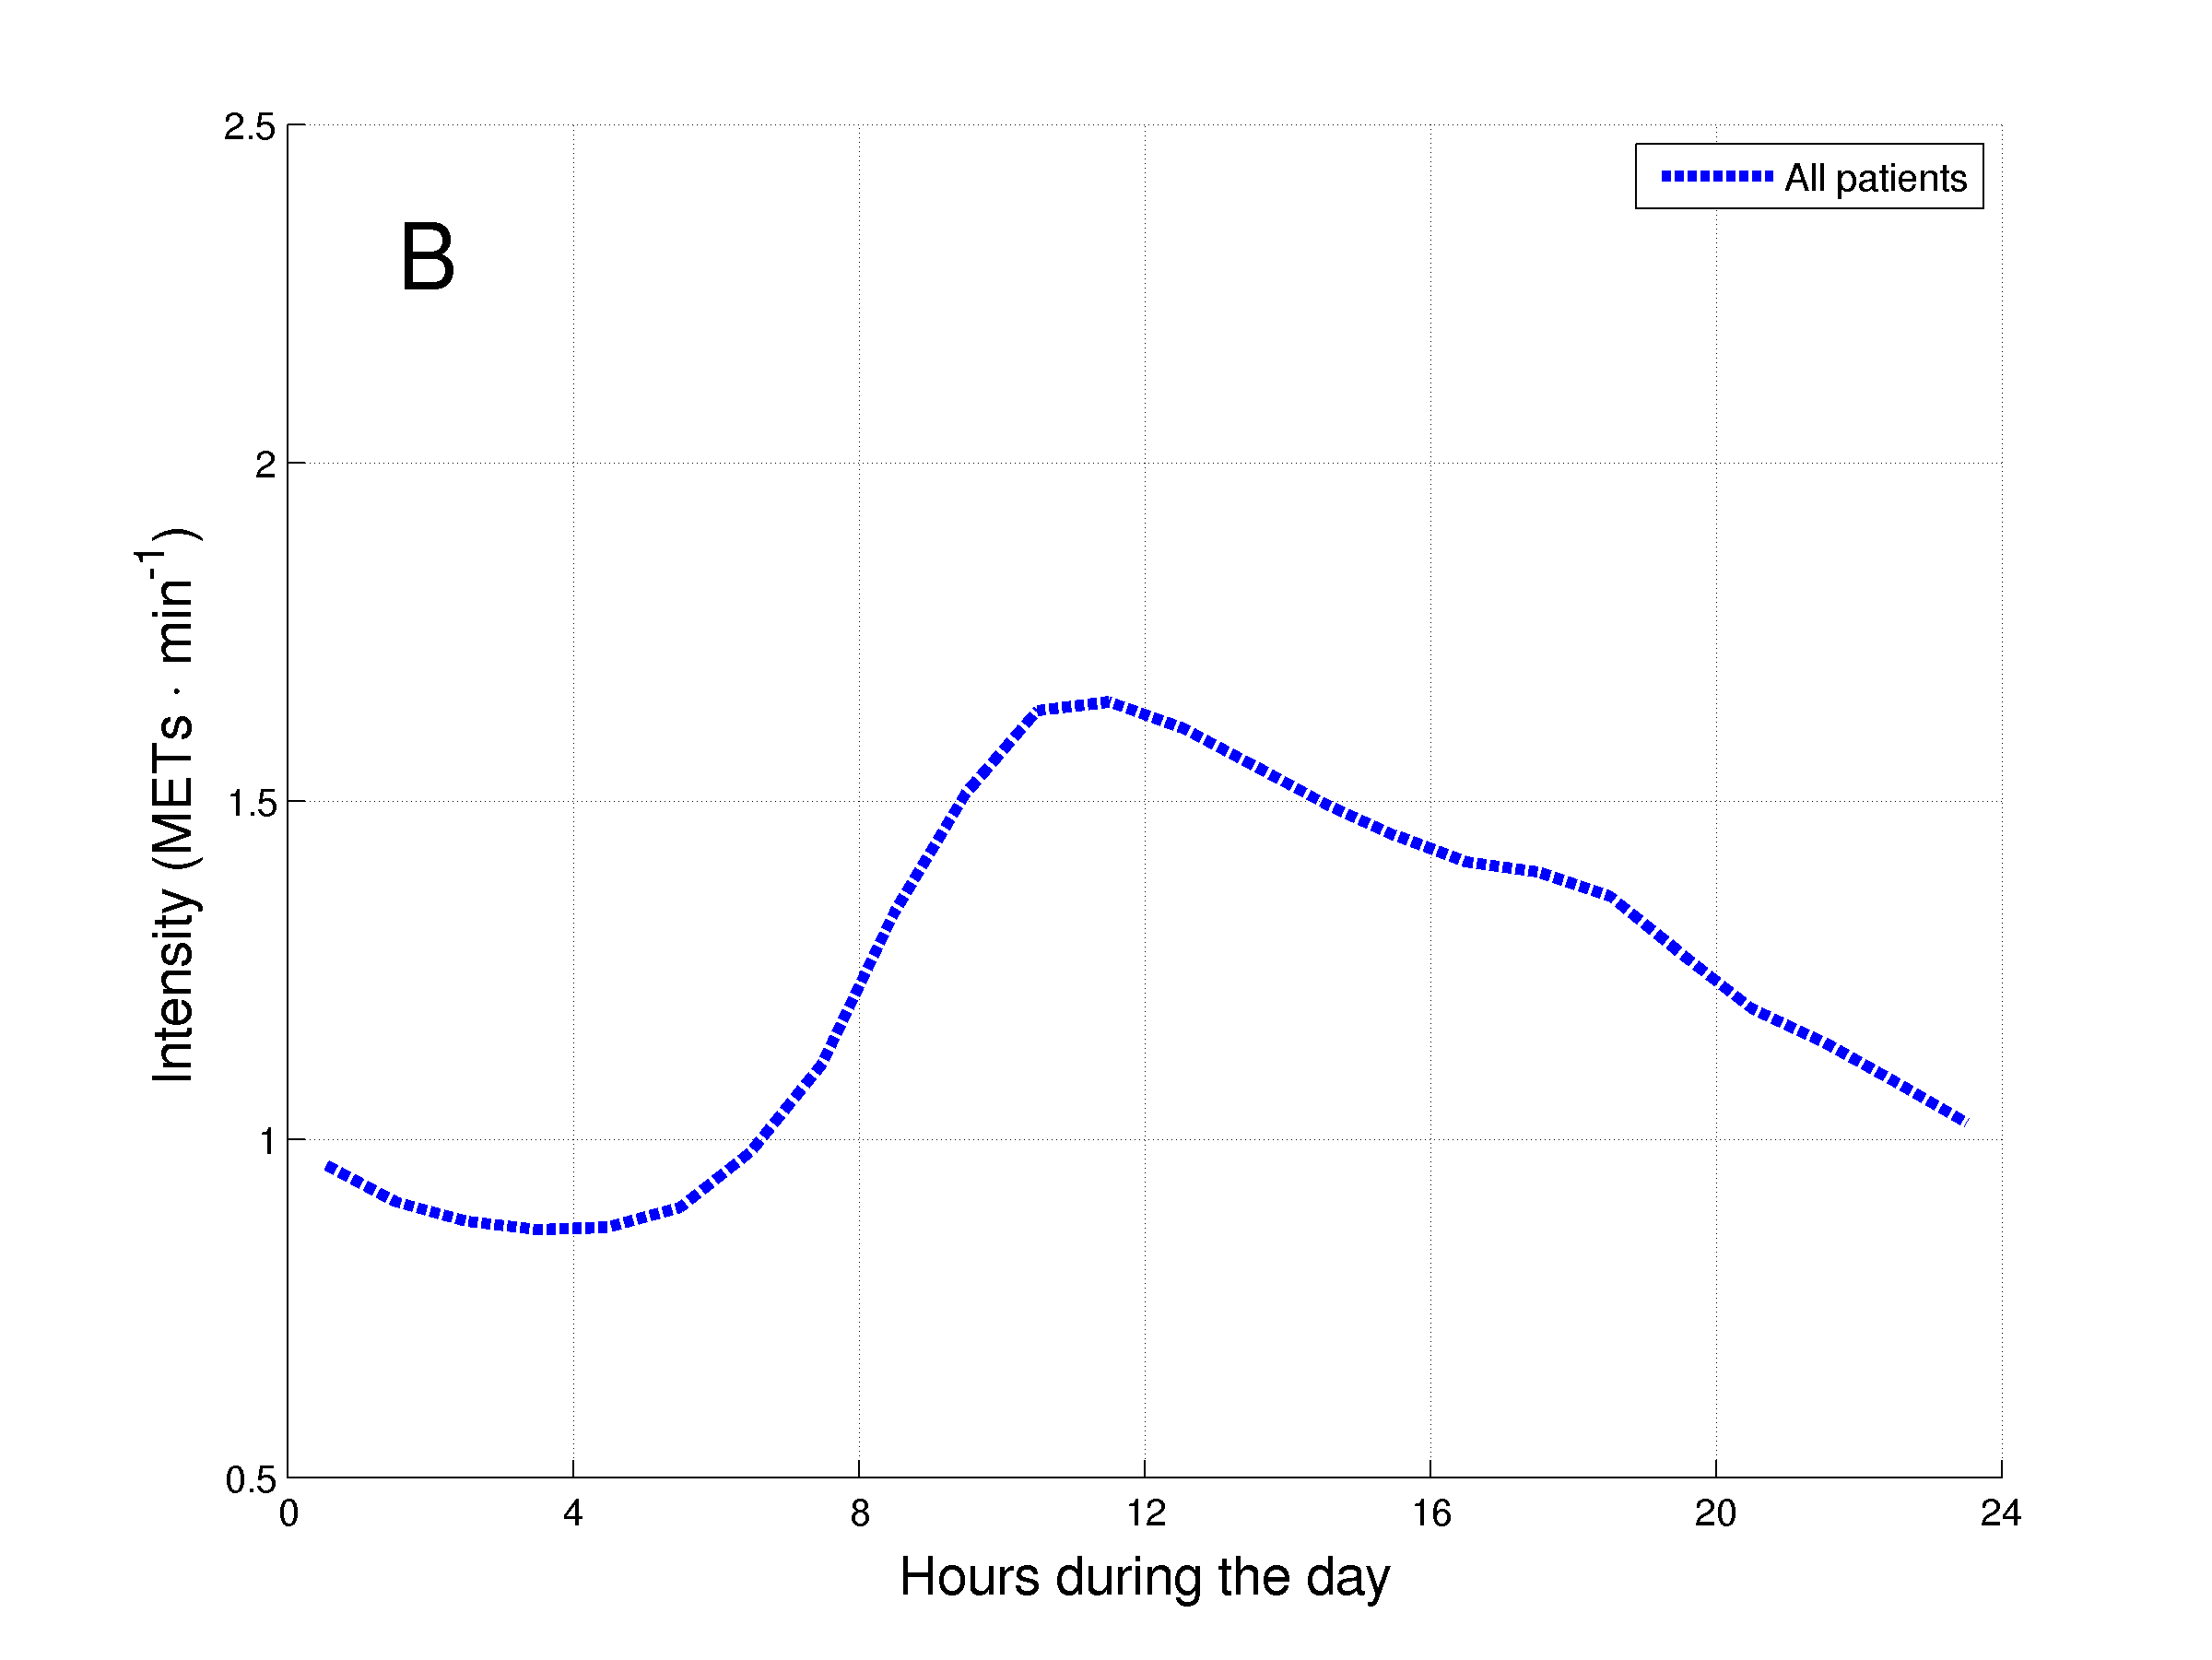 2.5
All patients
B
2
1.5
1
0.5
Intensity (METs · min⁻¹)
0 4 8 12 16 20 24
Hours during the day